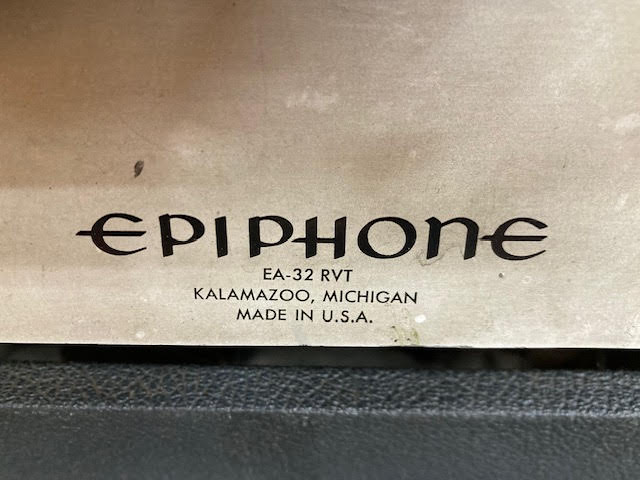 EPIPHONE
EA-32 RVT
KALAMAZOO, MICHIGAN
MADE IN U.S.A.